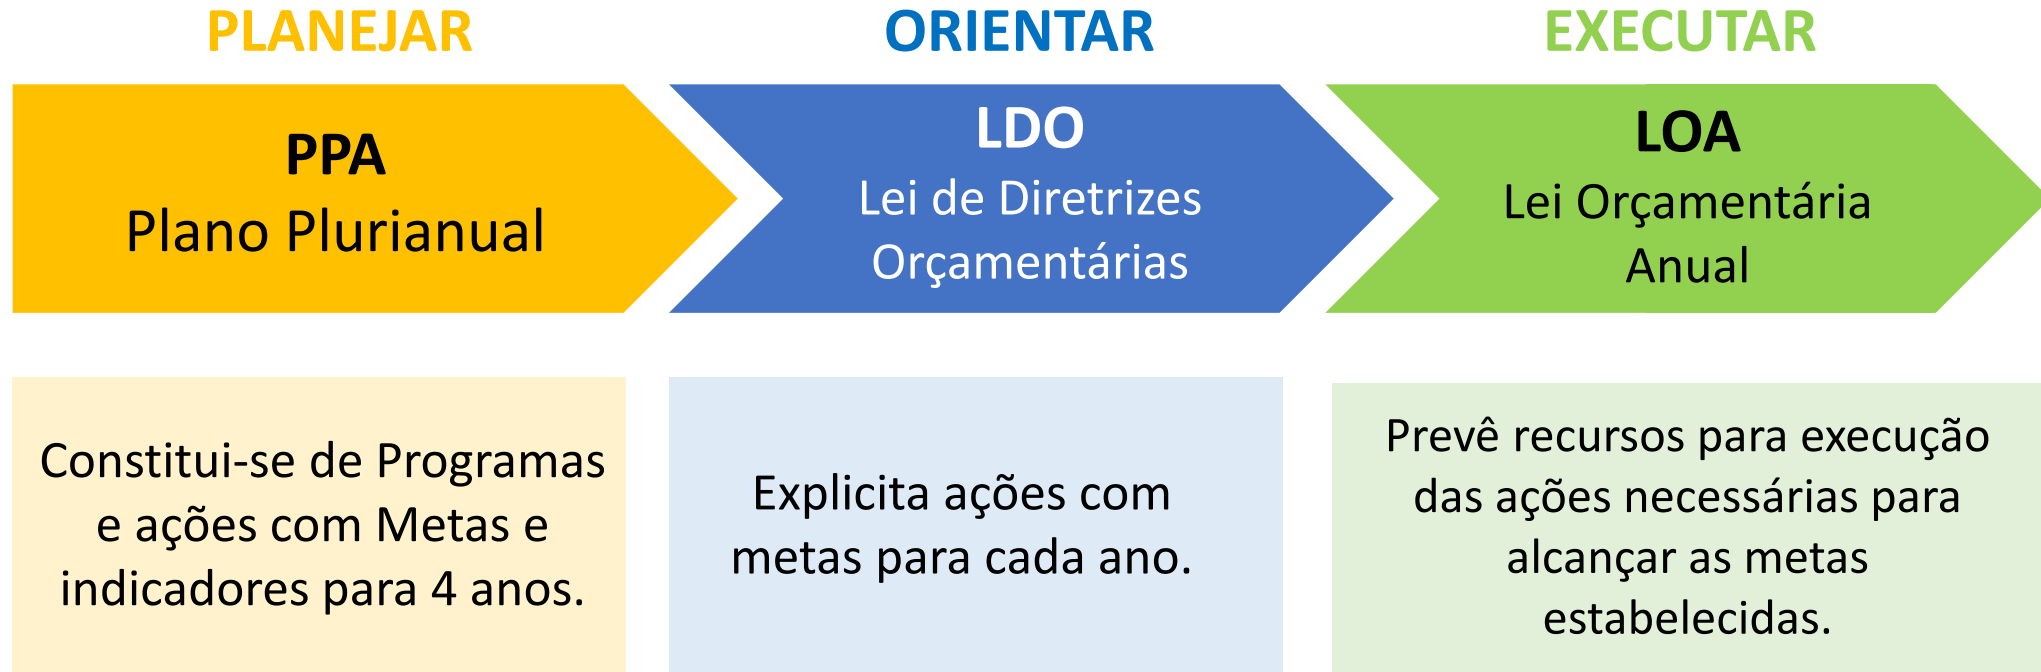 PLANEJAR
ORIENTAR
EXECUTAR
PPA
Plano Plurianual
LDO
Lei de Diretrizes
Orçamentárias
LOA
Lei Orçamentária
Anual
Constitui-se de Programas
e ações com Metas e
indicadores para 4 anos.
Explicita ações com
metas para cada ano.
Prevê recursos para execução
das ações necessárias para
alcançar as metas
estabelecidas.